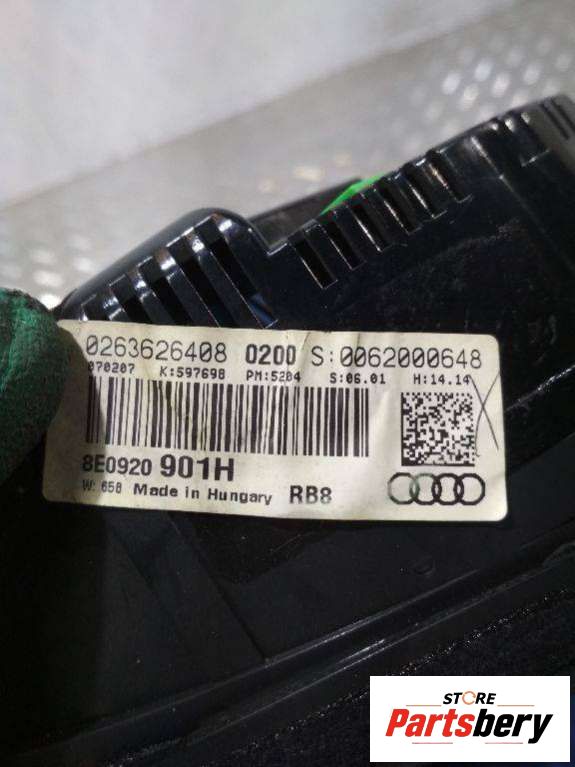 0263626408 0200 S:0062000648
070207 K:597698 PM:5204 S:06.01 H:14.14
8E0920 901H
W: 658 Made in Hungary RB8
STORE
Partsbery